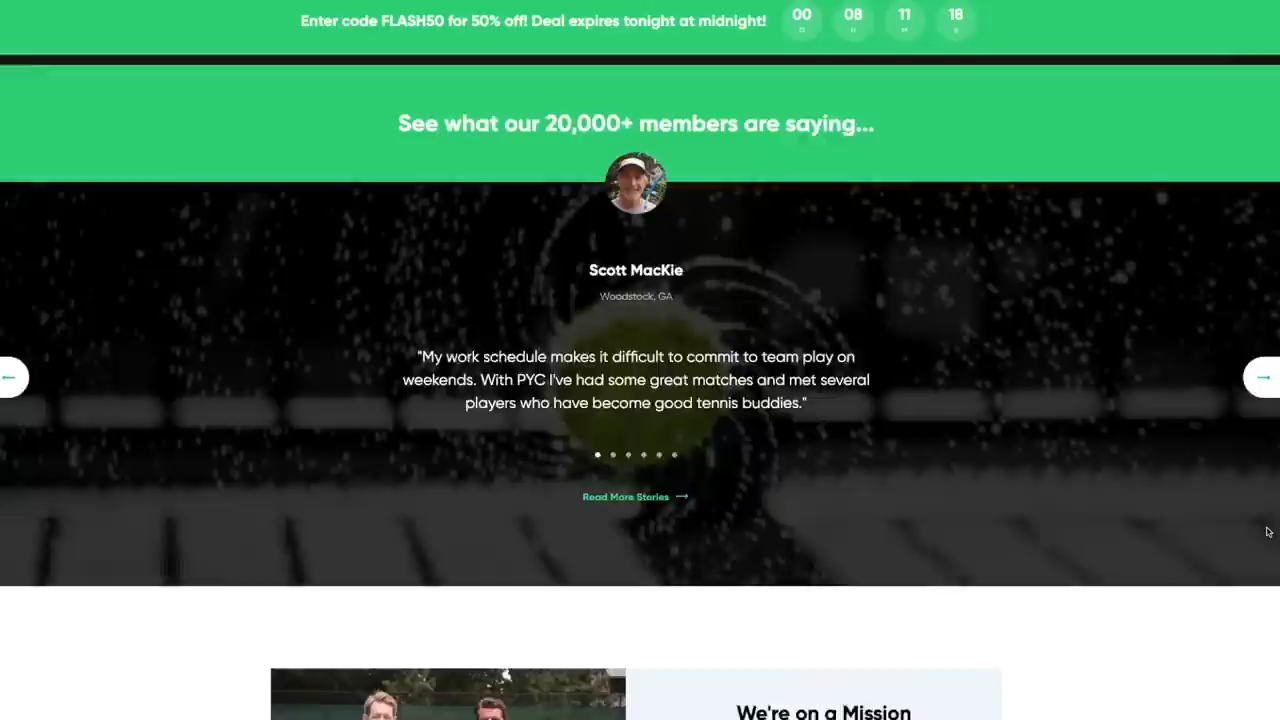 Enter code FLASH50 for 50% off! Deal expires tonight at midnight!
00 08 11 18
See what our 20,000+ members are saying...
Scott MacKie
Woodstock, GA
"My work schedule makes it difficult to commit to team play on
weekends. With PYC I've had some great matches and met several
players who have become good tennis buddies."
Read More Stories
We're on a Mission